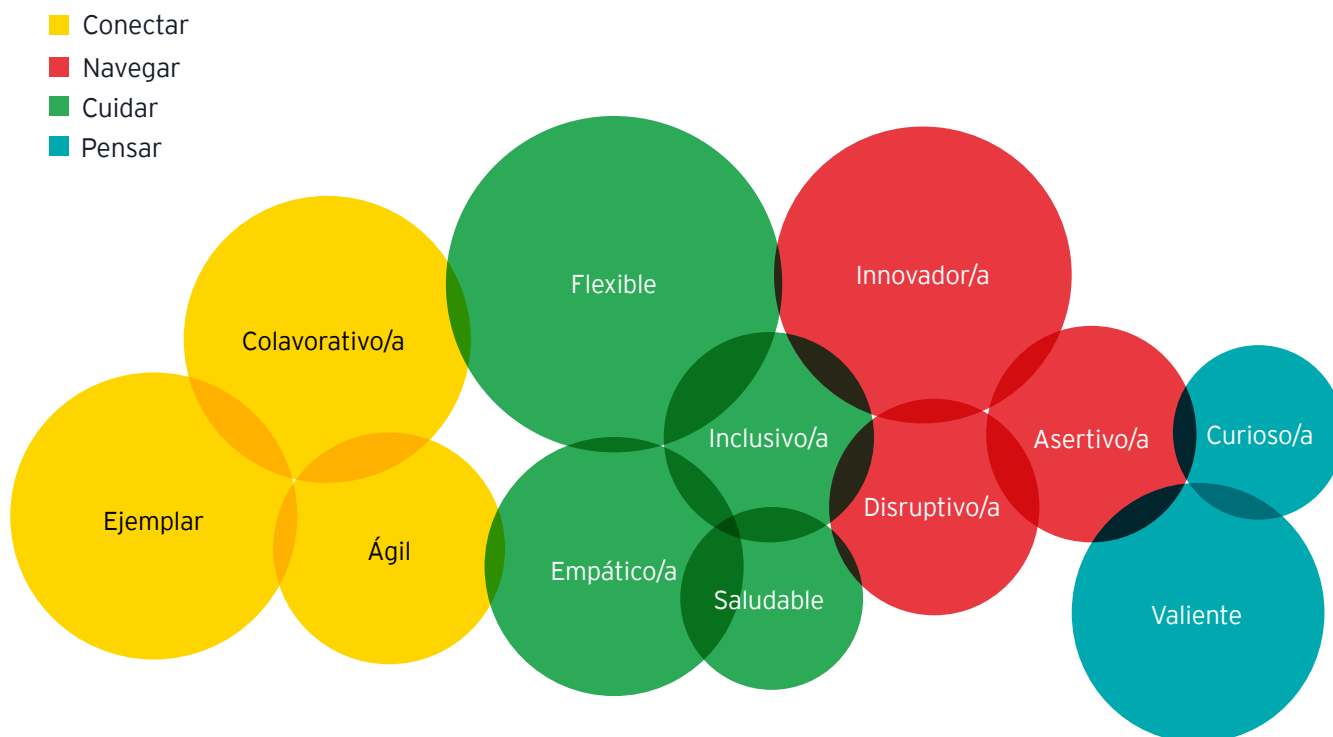 Conectar
Navegar
Cuidar
Pensar
Flexible
Innovador/a
Colavorativo/a
Inclusivo/a
Asertivo/a
Curioso/a
Ejemplar
Ágil
Empático/a
Disruptivo/a
Saludable
Valiente